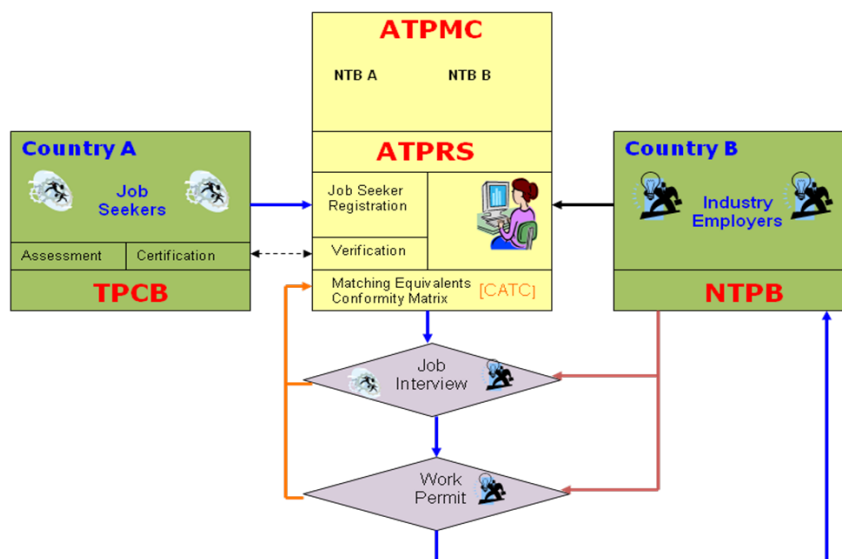 ATPMC
NTB A NTB B
ATPRS
Job Seeker
Registration
Verification
Matching Equivalents
Conformity Matrix [CATC]
Country A
Job
Seekers
Assessment Certification
TPCB
Country B
Industry
Employers
NTPB
Job
Interview
Work
Permit